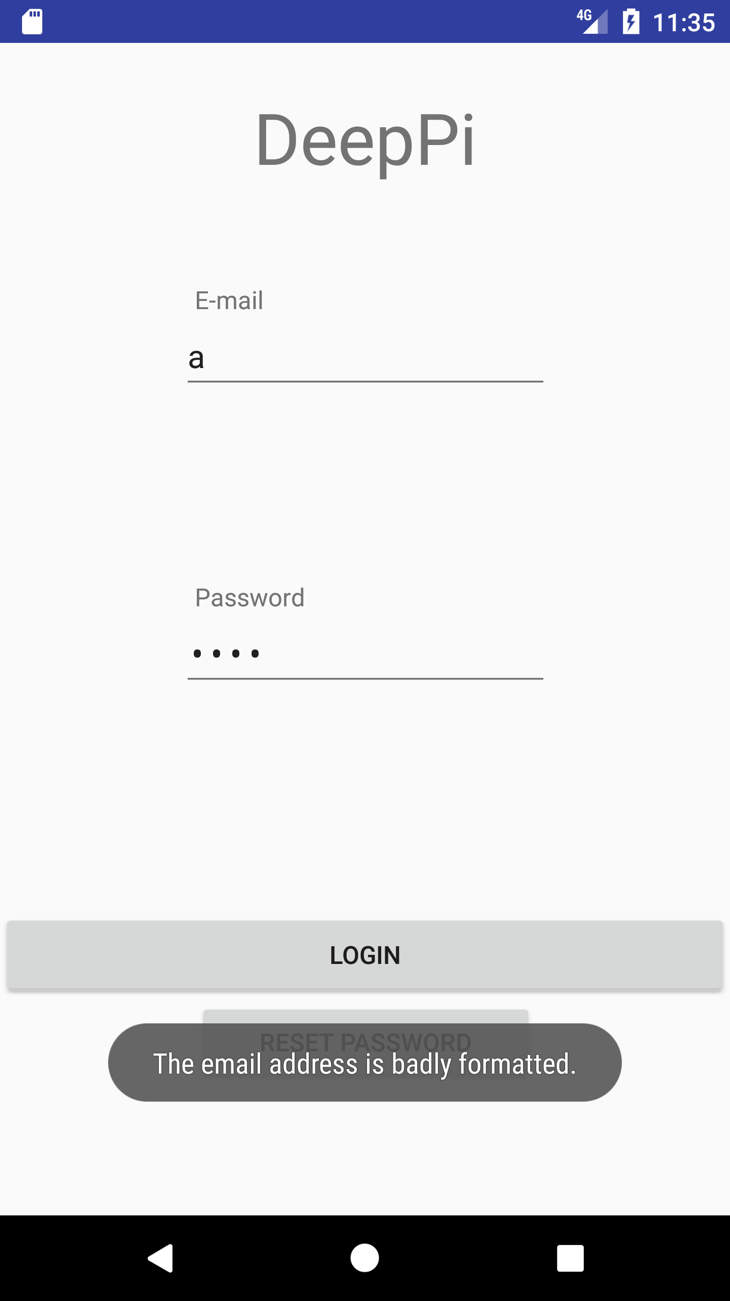 4G 11:35
DeepPi
E-mail
a
Password
••••
LOGIN
RESET PASSWORD
The email address is badly formatted.